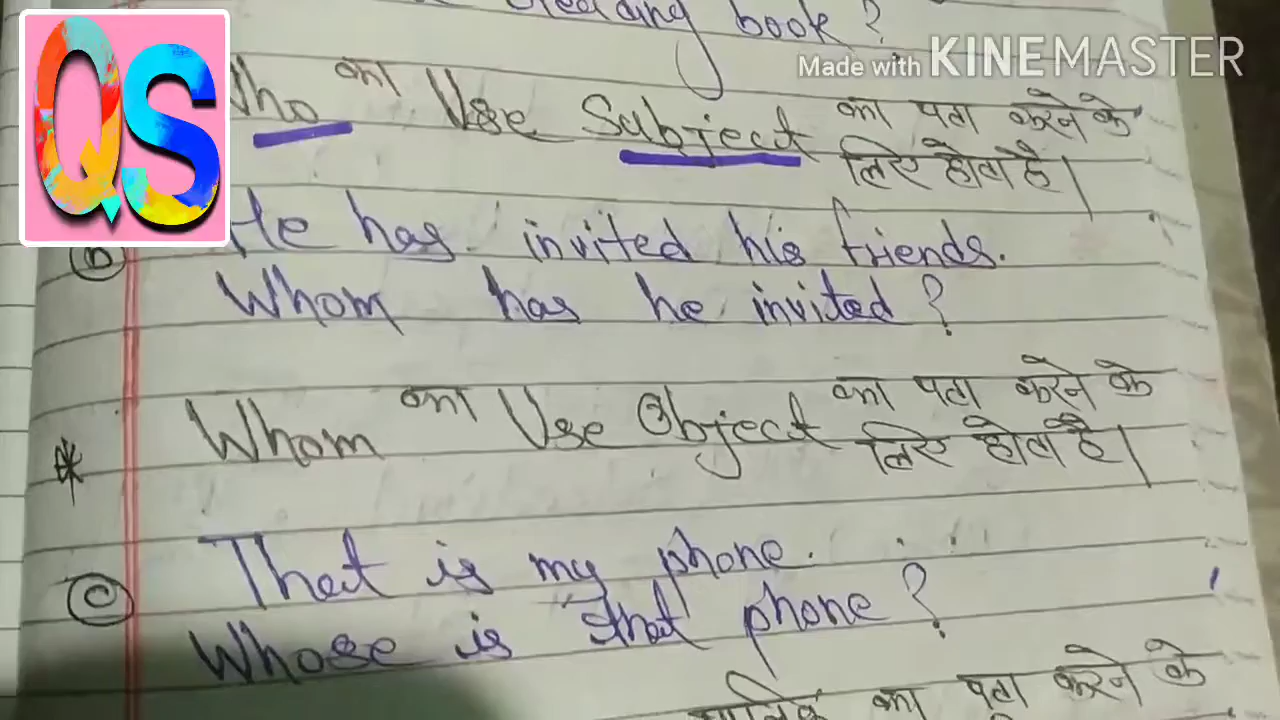 reading book ?
Made with KINEMASTER
QS
Who का Use Subject का पता करने के
लिए होता है।
(b) He has invited his friends.
Whom has he invited ?
* Whom का Use Object का पता करने के
लिए होता है।
(c) That is my phone.
Whose is that phone ?
मालिक का पता करने के